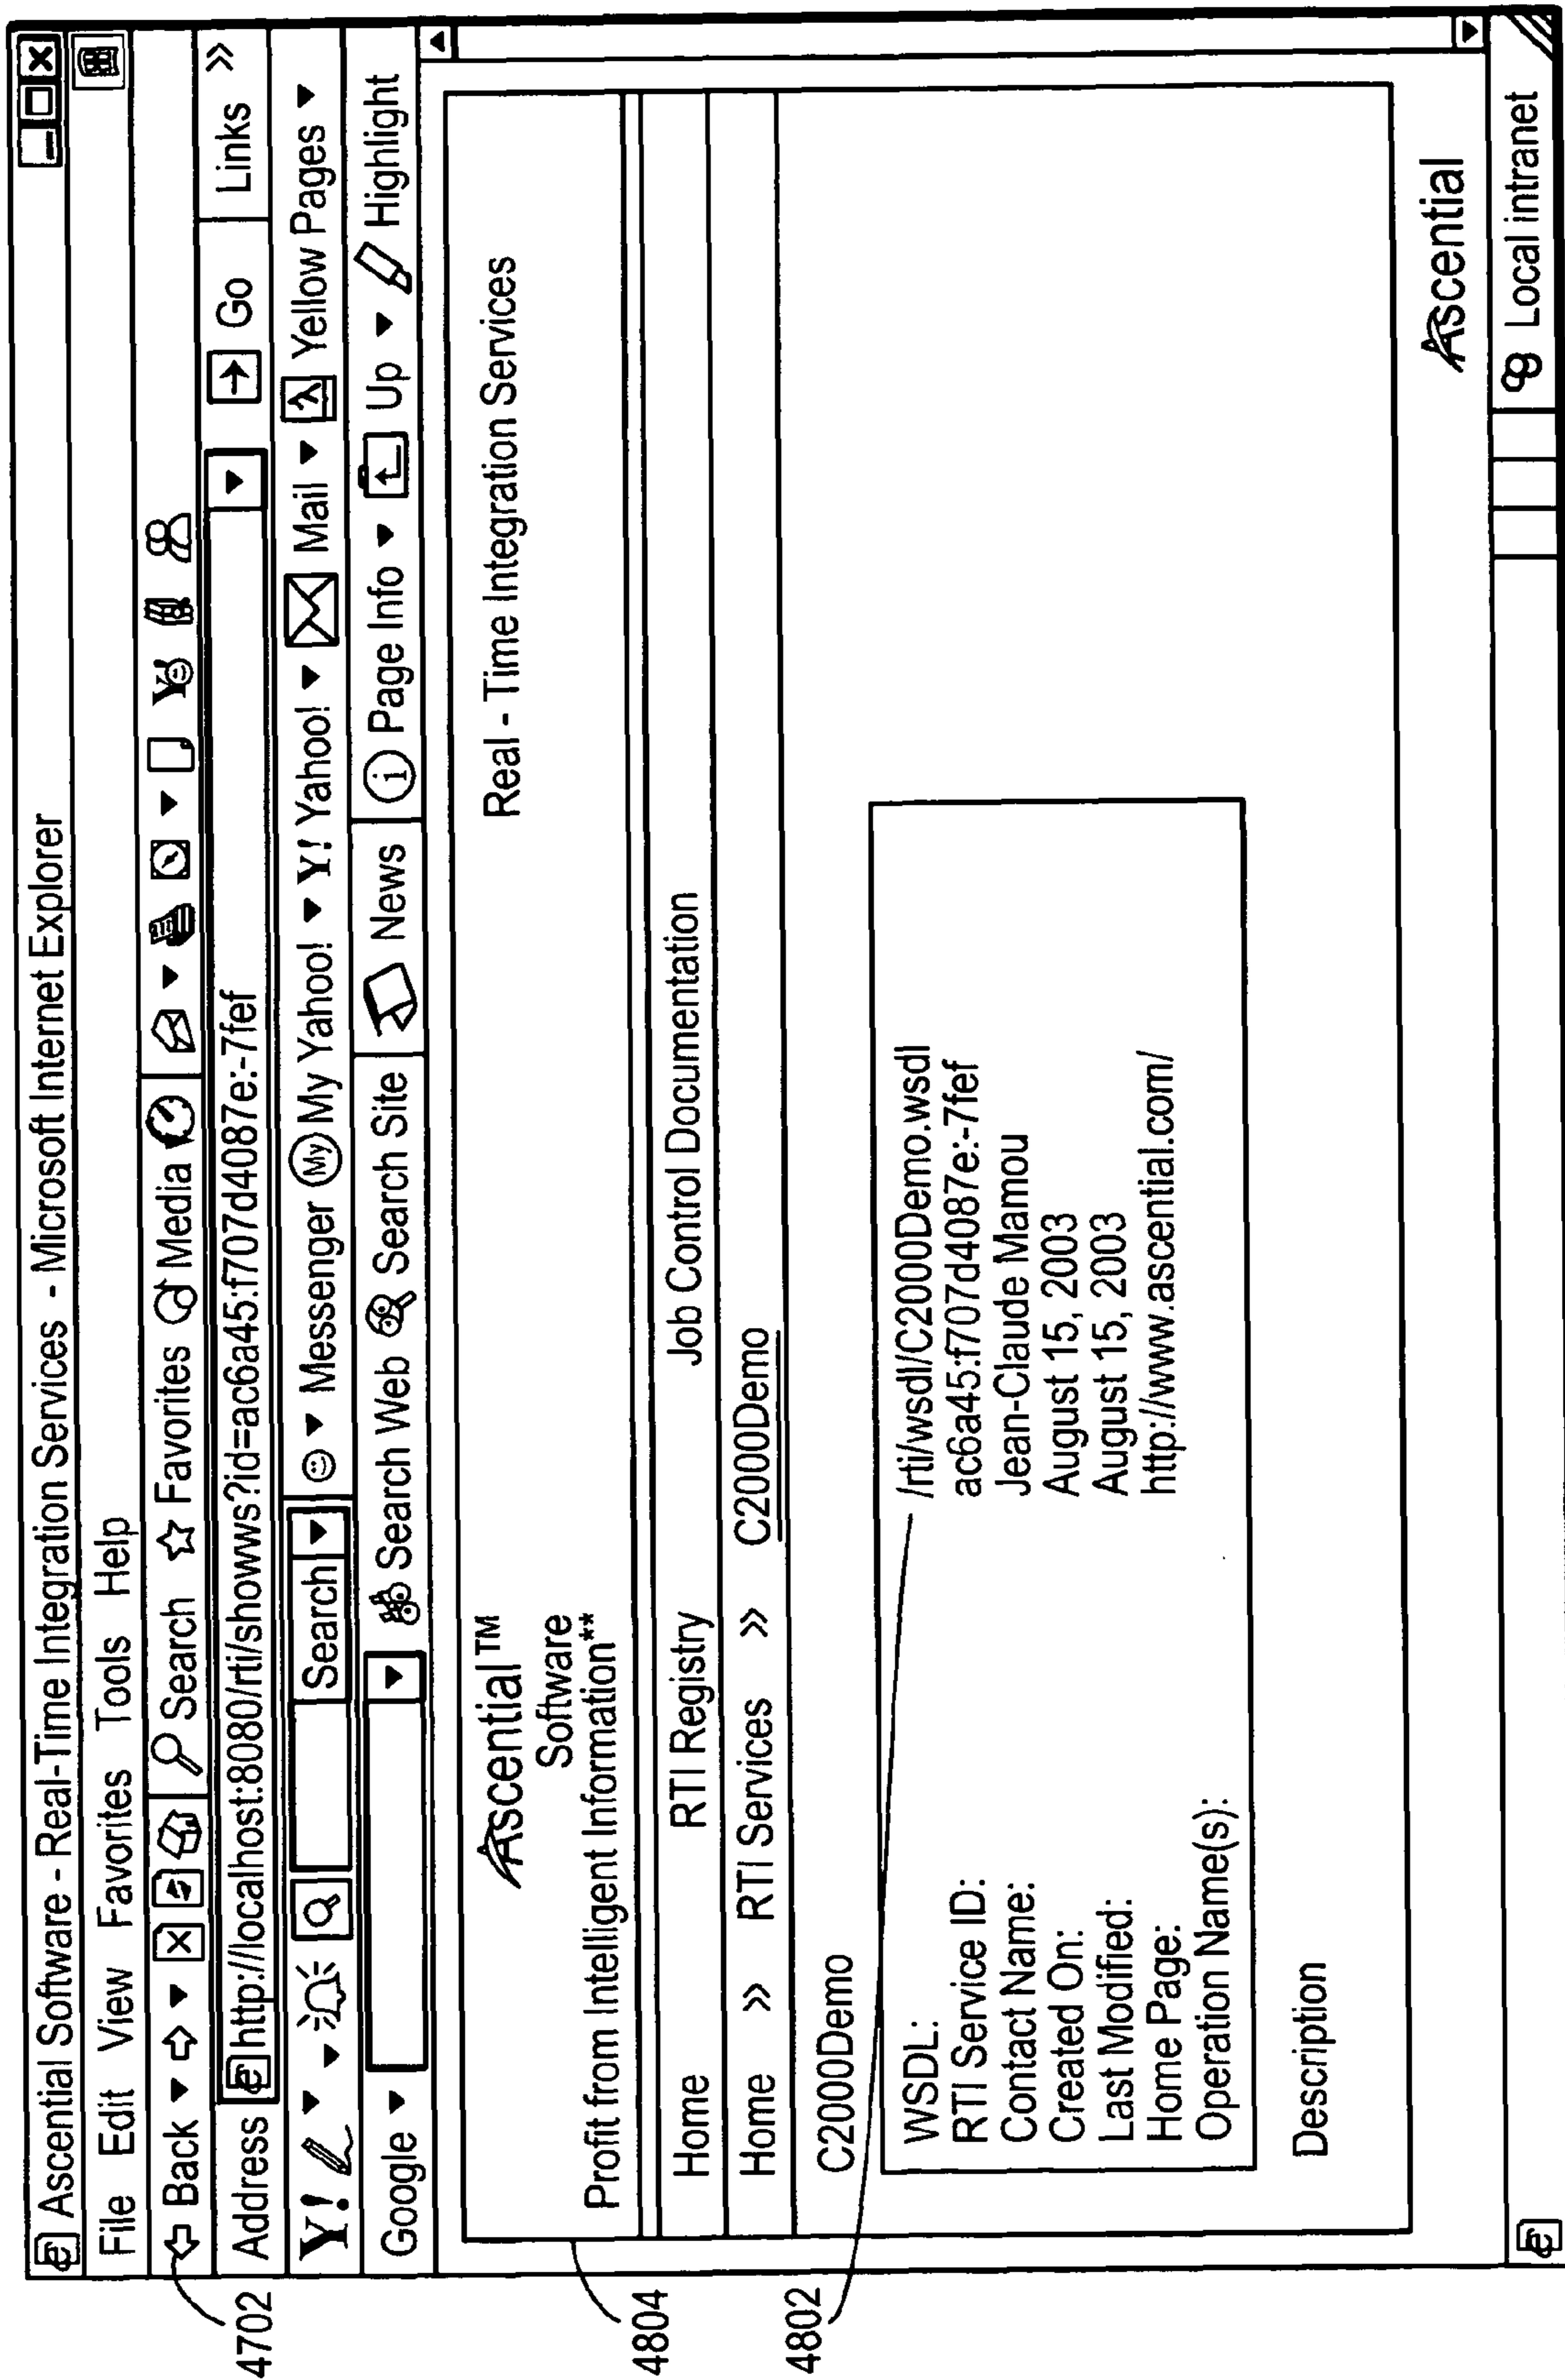 Ascential Software - Real-Time Integration Services - Microsoft Internet Explorer
File Edit View Favorites Tools Help
Back Search Favorites Media
Address http://localhost:8080/rti/showws?id=ac6a45:f707d4087e:-7fef Go Links »
Y! Search Messenger My My Yahoo! Y! Yahoo! Mail Yellow Pages
Google Search Web Search Site News i Page Info Up Highlight
Ascential™
Software
Profit from Intelligent Information**
Real - Time Integration Services
Home RTI Registry Job Control Documentation
Home » RTI Services » C2000Demo
C2000Demo
WSDL: /rti/wsdl/C2000Demo.wsdl
RTI Service ID: ac6a45:f707d4087e:-7fef
Contact Name: Jean-Claude Mamou
Created On: August 15, 2003
Last Modified: August 15, 2003
Home Page: http://www.ascential.com/
Operation Name(s):
Description
Ascential
Local intranet
4702
4804
4802